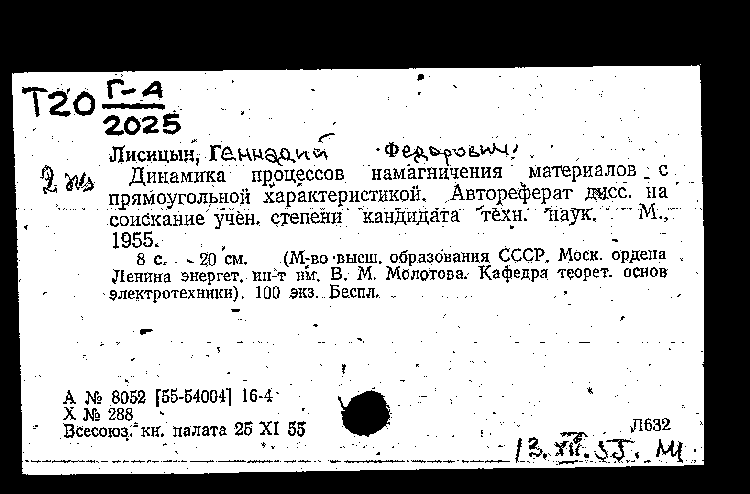 Т20 Г-А
2025
Лисицын, Геннадий Федорович.
2 жз Динамика процессов намагничения материалов с
прямоугольной характеристикой. Автореферат дисс. на
соискание учен. степени кандидата техн. наук. М.,
1955.
8 с. 20 см. (М-во высш. образования СССР. Моск. ордена
Ленина энергет. ин-т им. В. М. Молотова. Кафедра теорет. основ
электротехники). 100 экз. Беспл.
А № 8052 [55-54004] 16-4
Х № 288
Всесоюз. кн. палата 25 XI 55
Л632
13. XII. 55. М